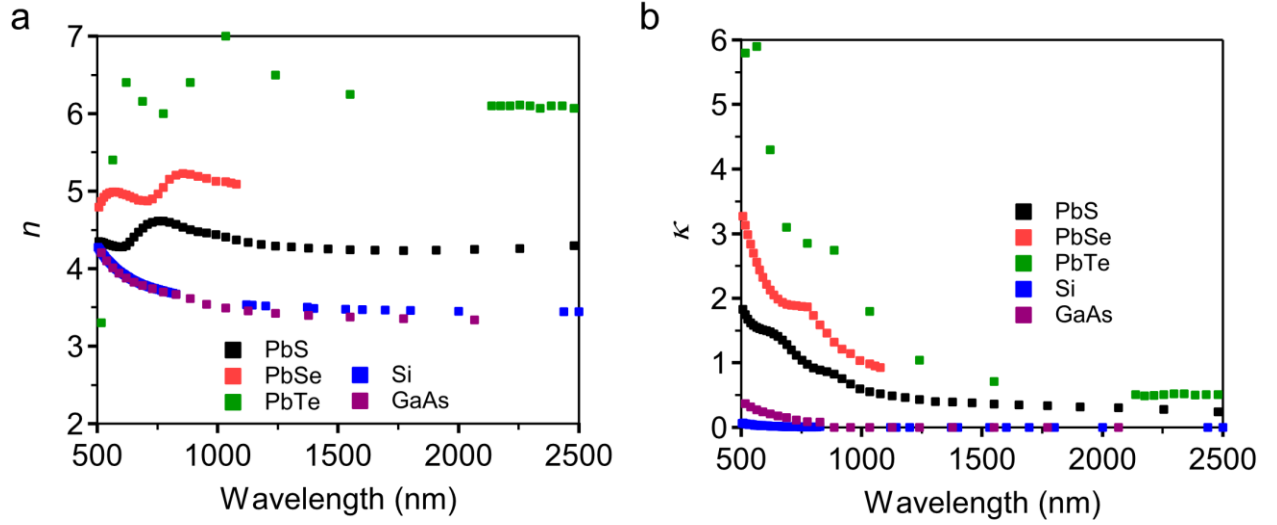 a
7
6
5
4
3
2
n
500 1000 1500 2000 2500
Wavelength (nm)
PbS
PbSe
PbTe
Si
GaAs
b
6
5
4
3
2
1
0
κ
500 1000 1500 2000 2500
Wavelength (nm)
PbS
PbSe
PbTe
Si
GaAs